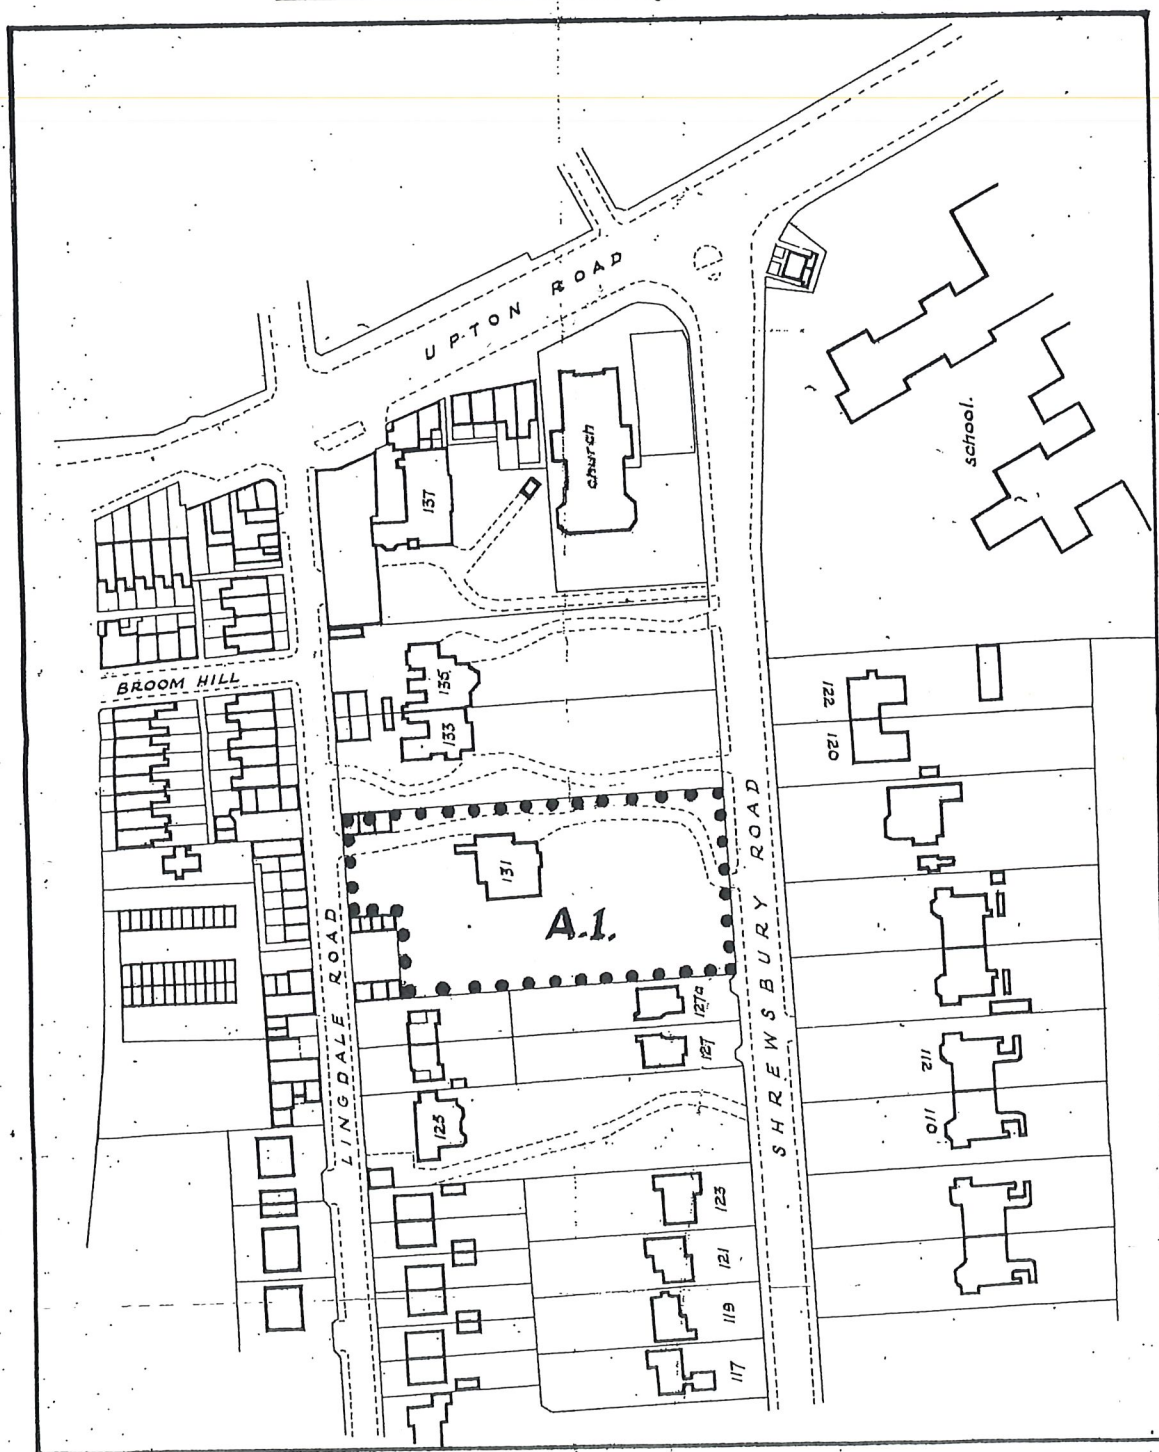 UPTON ROAD
church
school.
137
135
BROOM HILL
133
122
120
SHREWSBURY ROAD
131
A.1.
LINGDALE ROAD
127a
127
112
125
110
123
121
119
117